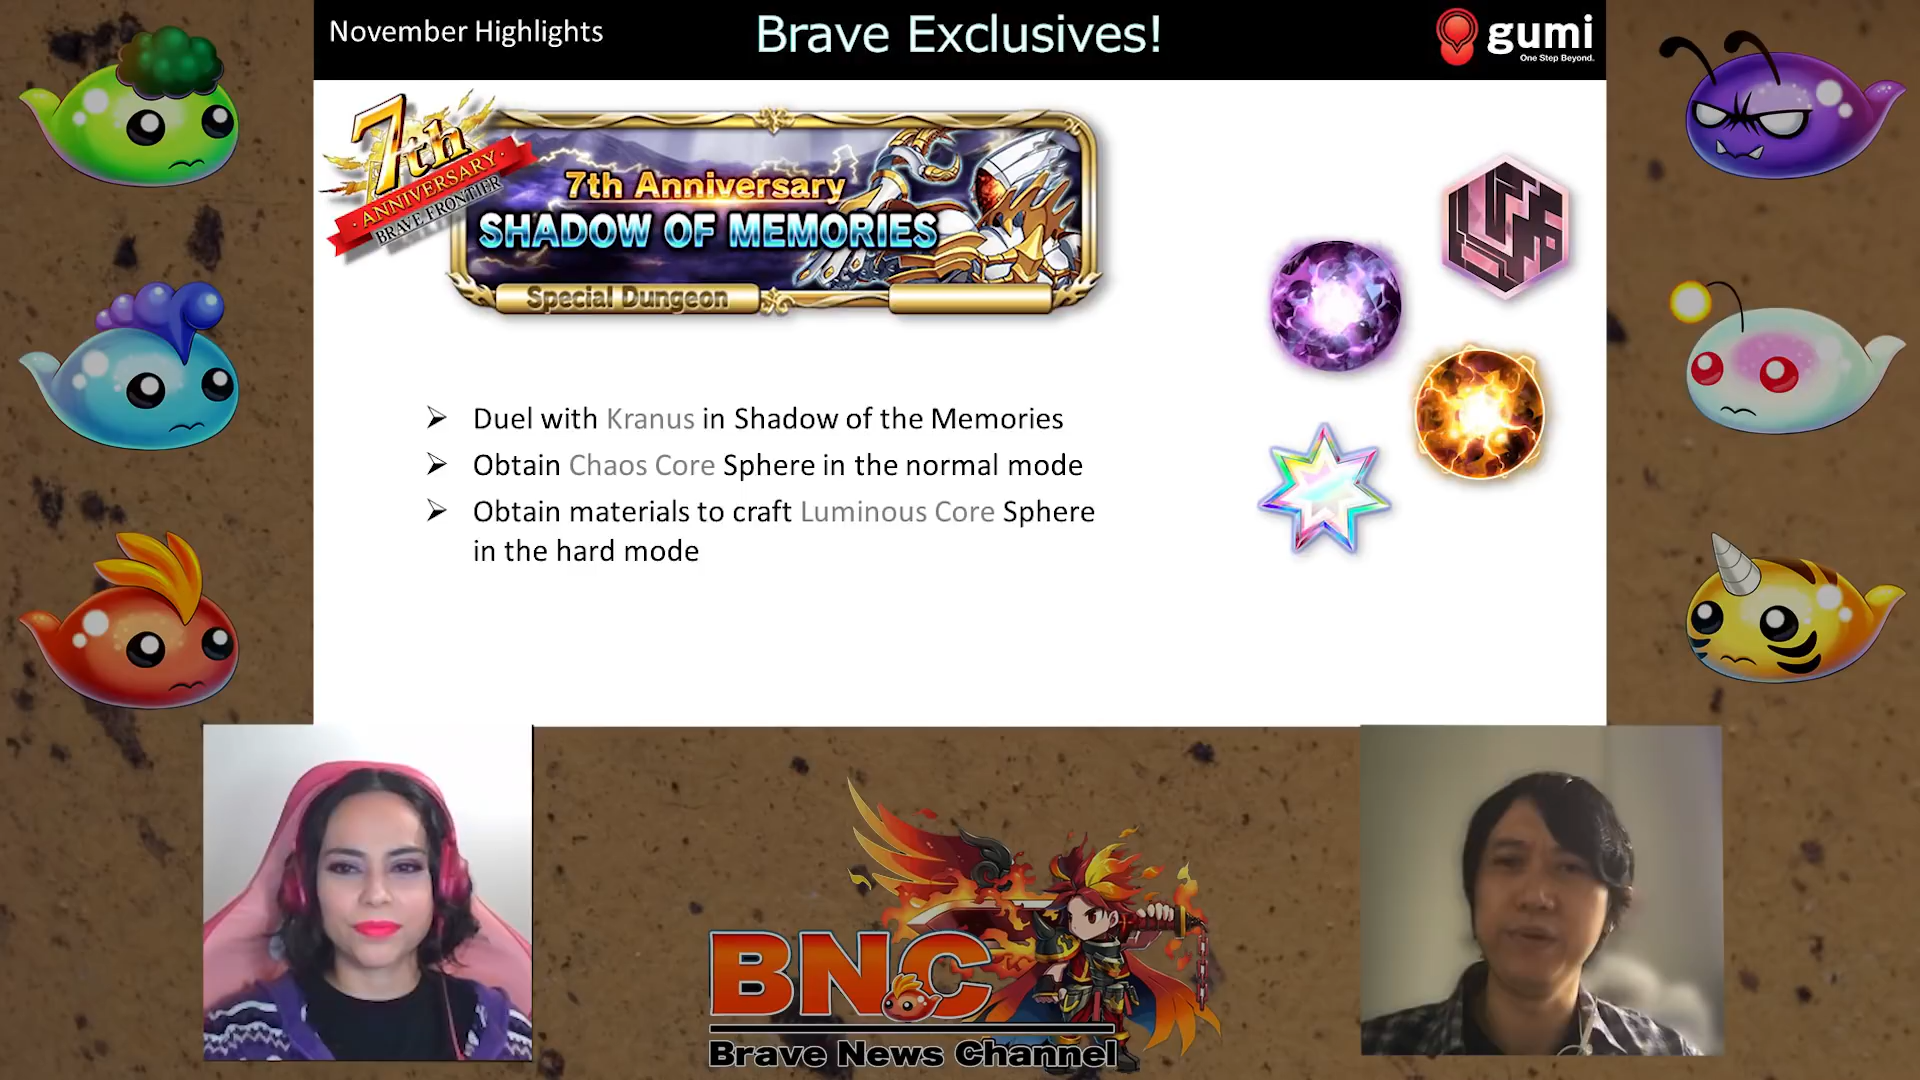 November Highlights
Brave Exclusives!
gumi
One Step Beyond.
7th
ANNIVERSARY
BRAVE FRONTIER
7th Anniversary
SHADOW OF MEMORIES
Special Dungeon
Duel with Kranus in Shadow of the Memories
Obtain Chaos Core Sphere in the normal mode
Obtain materials to craft Luminous Core Sphere
in the hard mode
BNC
Brave News Channel